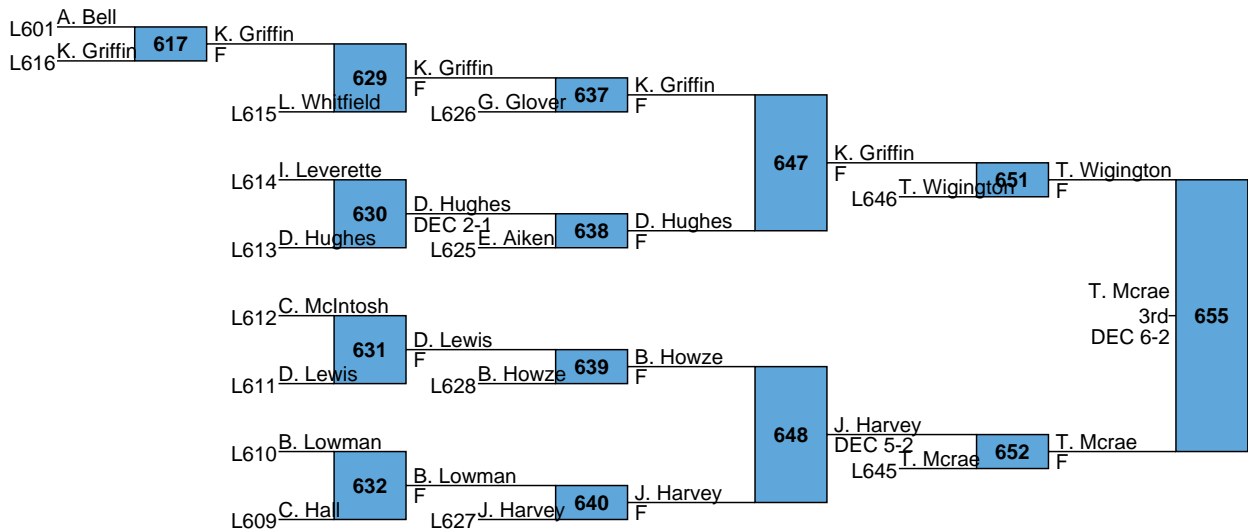 A. Bell
L601
617
K. Griffin
F
K. Griffin
L616
629
K. Griffin
F
L. Whitfield
L615
637
K. Griffin
F
G. Glover
L626
647
K. Griffin
F
I. Leverette
L614
630
D. Hughes
DEC 2-1
D. Hughes
L613
638
D. Hughes
F
E. Aiken
L625
651
T. Wigington
F
T. Wigington
L646
C. McIntosh
L612
631
D. Lewis
F
D. Lewis
L611
639
B. Howze
F
B. Howze
L628
T. Mcrae
3rd
DEC 6-2
655
648
J. Harvey
DEC 5-2
B. Lowman
L610
632
B. Lowman
F
C. Hall
L609
640
J. Harvey
F
J. Harvey
L627
652
T. Mcrae
F
T. Mcrae
L645